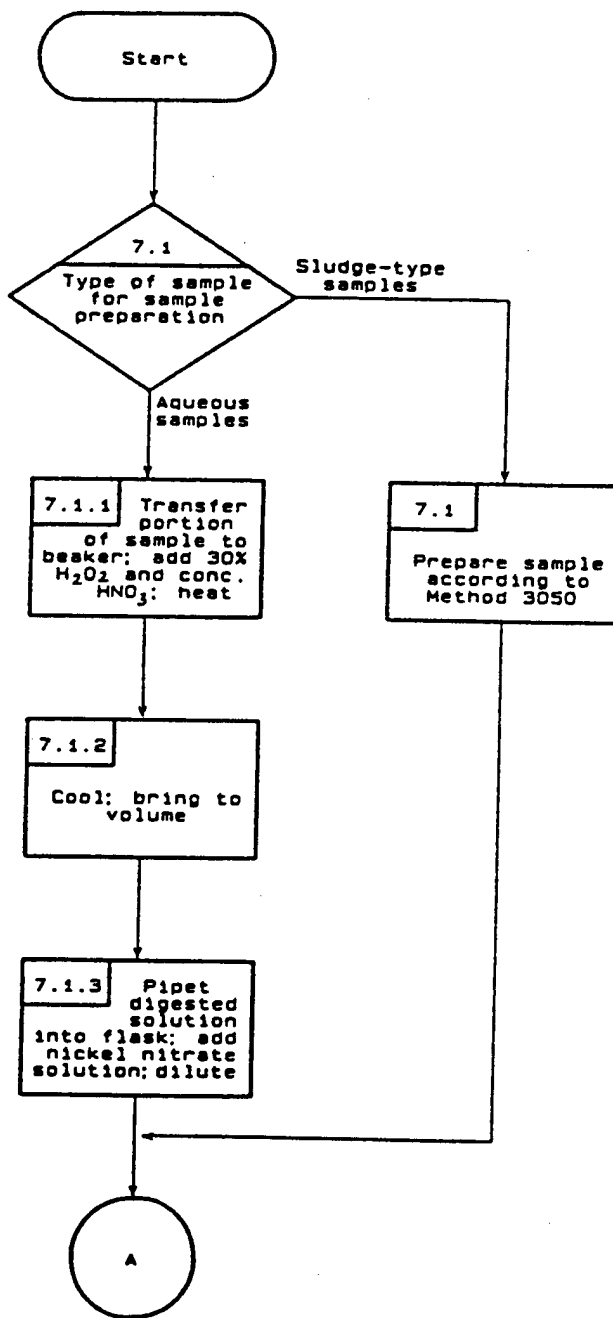 Start
7.1
Type of sample
for sample
preparation
Sludge-type
samples
Aqueous
samples
7.1.1 Transfer
portion
of sample to
beaker; add 30%
H₂O₂ and conc.
HNO₃; heat
7.1
Prepare sample
according to
Method 3050
7.1.2
Cool; bring to
volume
7.1.3 Pipet
digested
solution
into flask; add
nickel nitrate
solution; dilute
A